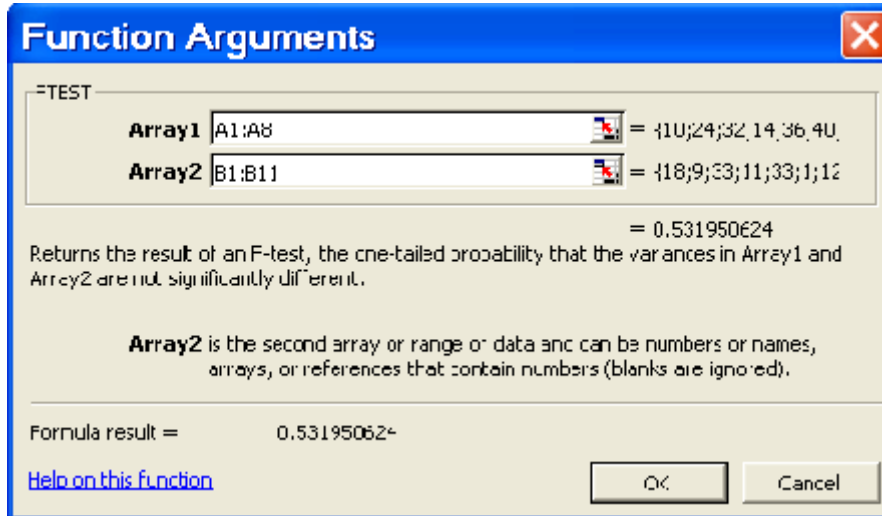 Function Arguments
FTEST
Array1 A1:A8 = {10;24;32;14;36;40;
Array2 B1:B11 = {18;9;33;11;33;1;12
= 0.531950624
Returns the result of an F-test, the one-tailed probability that the variances in Array1 and
Array2 are not significantly different.
Array2 is the second array or range of data and can be numbers or names,
arrays, or references that contain numbers (blanks are ignored).
Formula result = 0.531950624
Help on this function
OK
Cancel